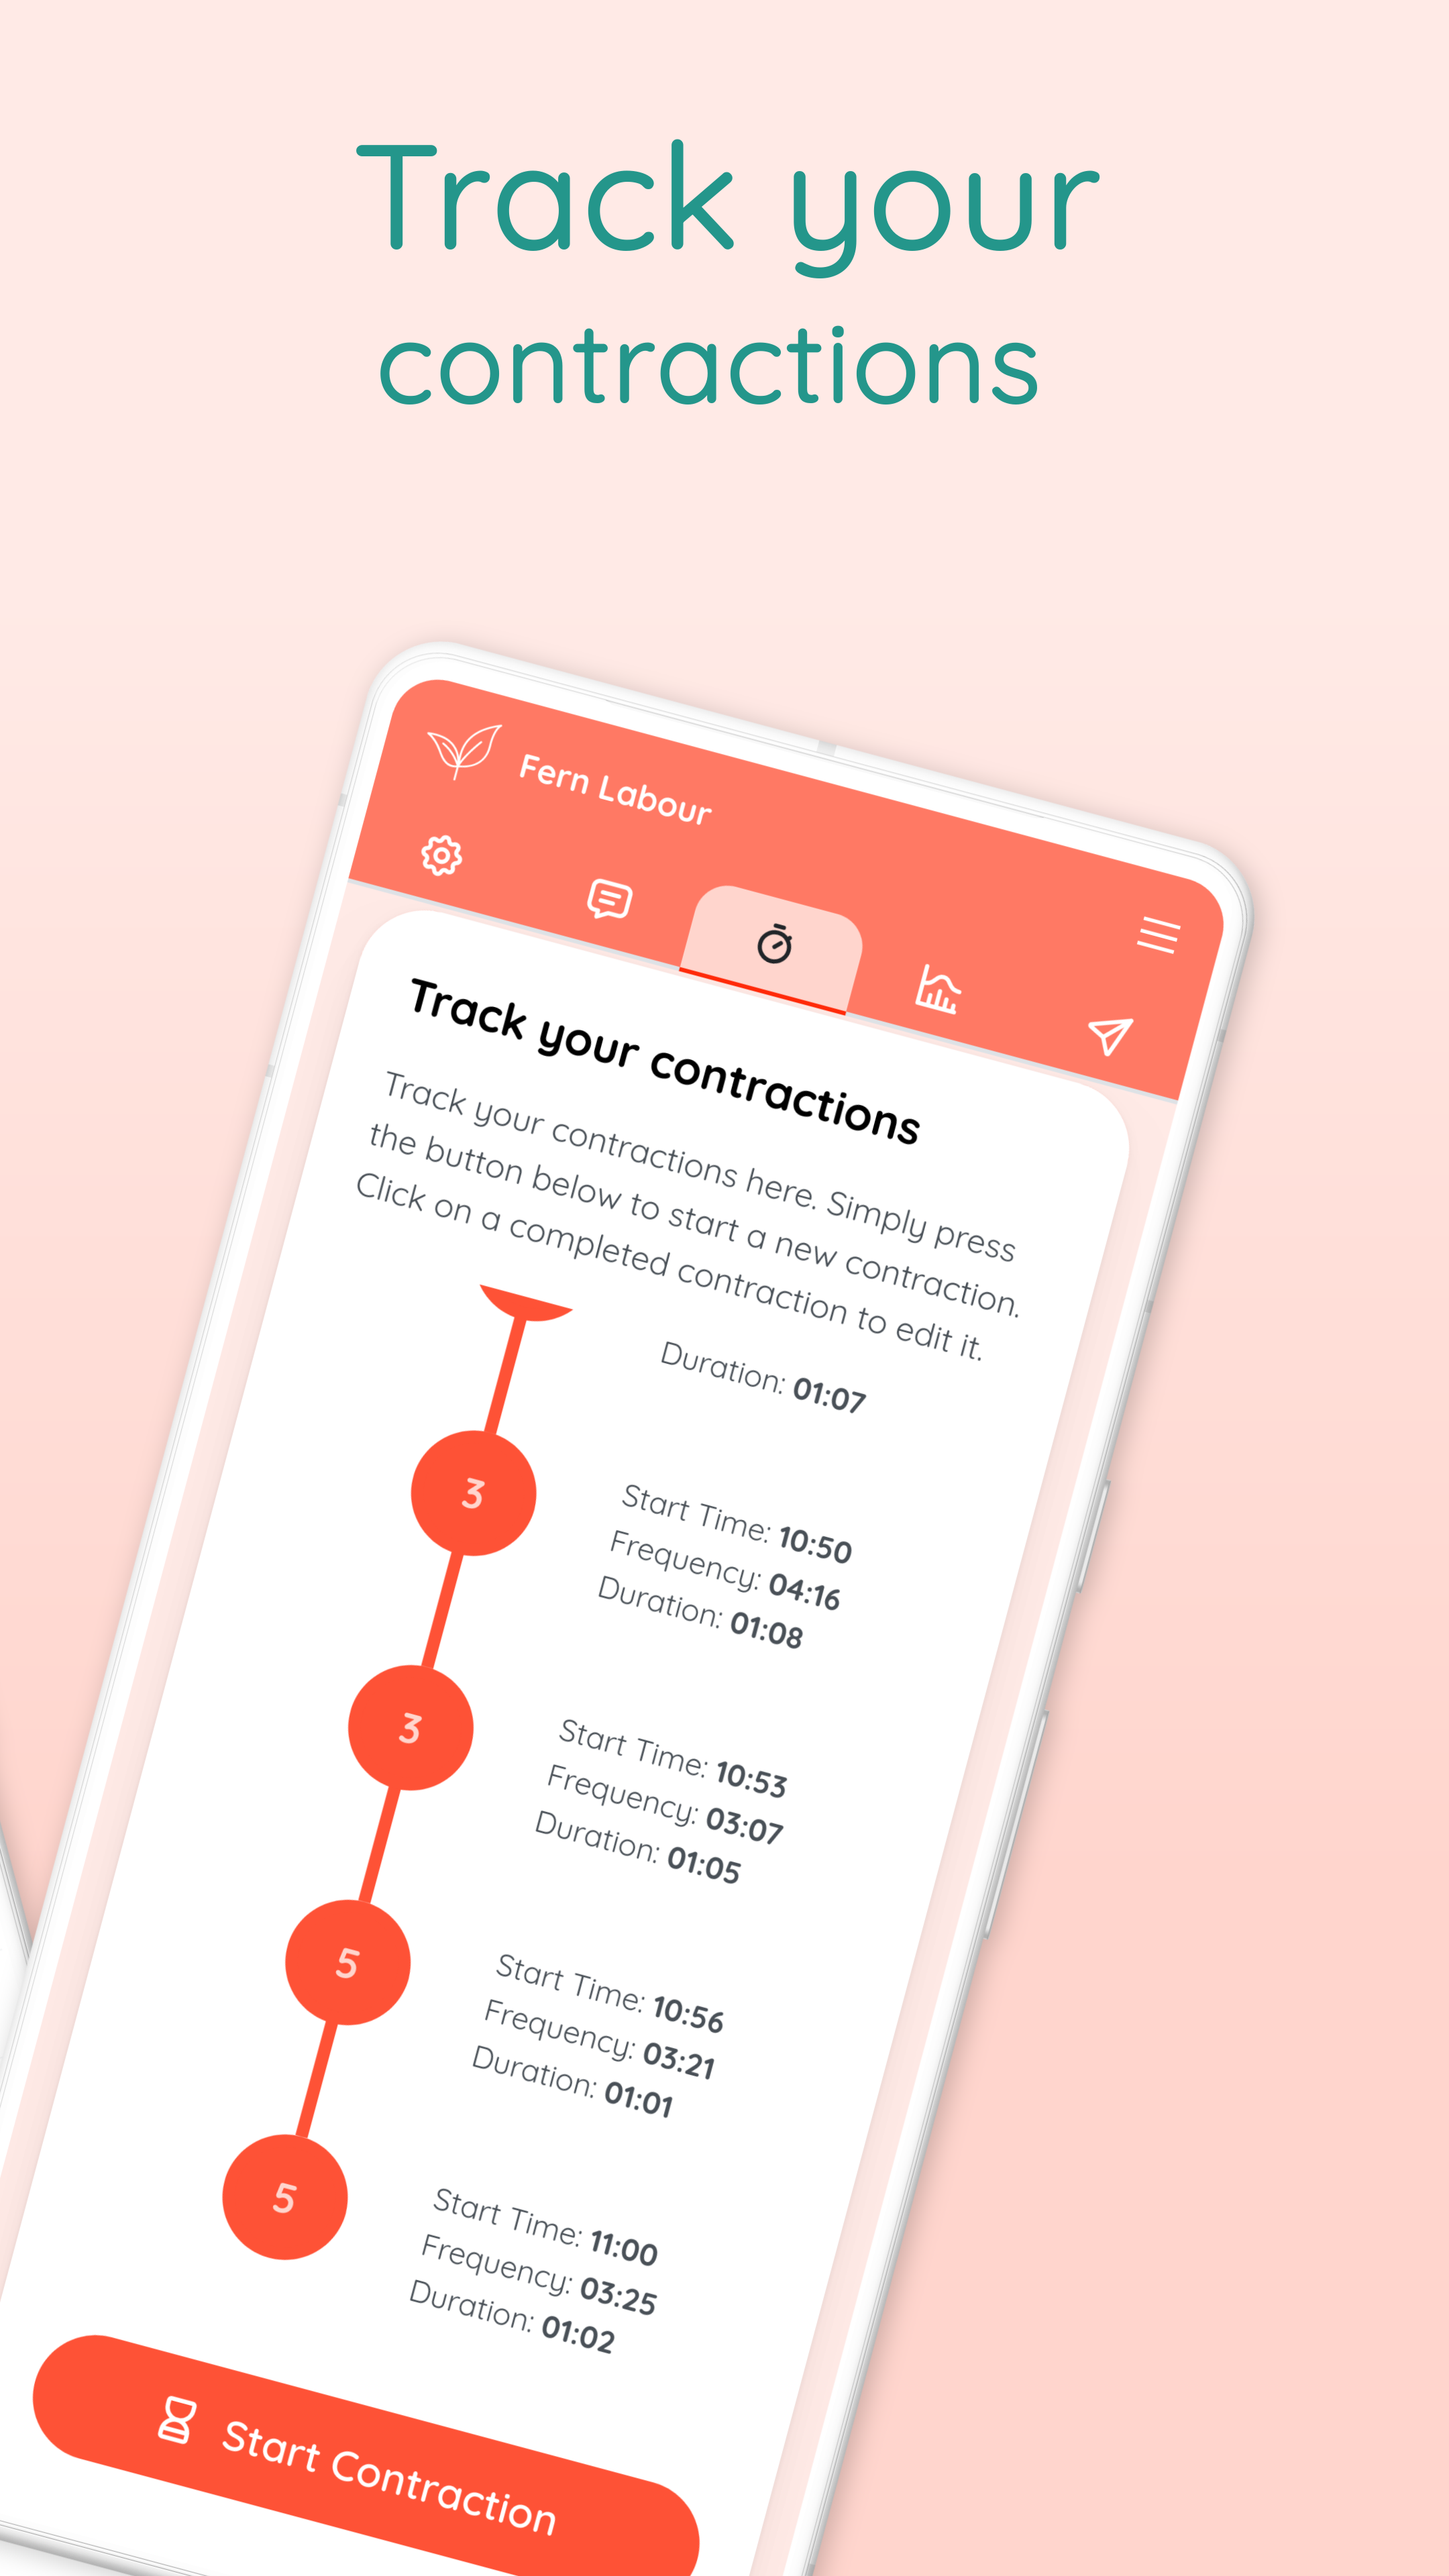 Track your
contractions
Fern Labour
Track your contractions
Track your contractions here. Simply press
the button below to start a new contraction.
Click on a completed contraction to edit it.
Duration: 01:07
3
Start Time: 10:50
Frequency: 04:16
Duration: 01:08
3
Start Time: 10:53
Frequency: 03:07
Duration: 01:05
5
Start Time: 10:56
Frequency: 03:21
Duration: 01:01
5
Start Time: 11:00
Frequency: 03:25
Duration: 01:02
Start Contraction